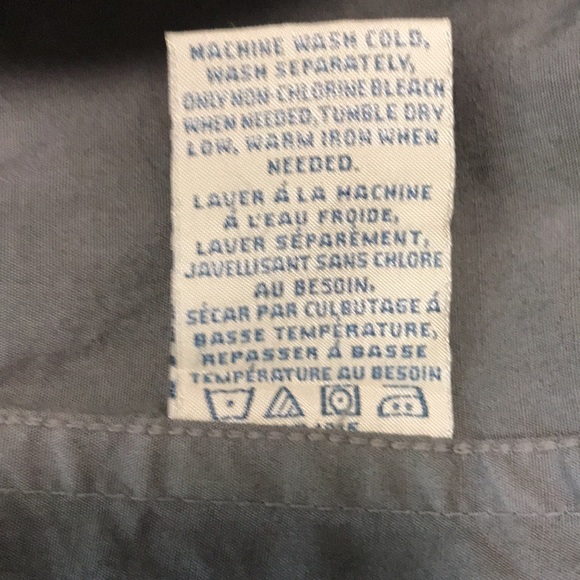 MACHINE WASH COLD,
WASH SEPARATELY,
ONLY NON-CHLORINE BLEACH
WHEN NEEDED, TUMBLE DRY
LOW, WARM IRON WHEN
NEEDED.
LAVER Á LA MACHINE
Á L'EAU FROIDE,
LAVER SÉPARÈMENT,
JAVELLISANT SANS CHLORE
AU BESOIN.
SÉCAR PAR CULBUTAGE Á
BASSE TEMPÉRATURE,
REPASSER Á BASSE
TEMPÉRATURE AU BESOIN